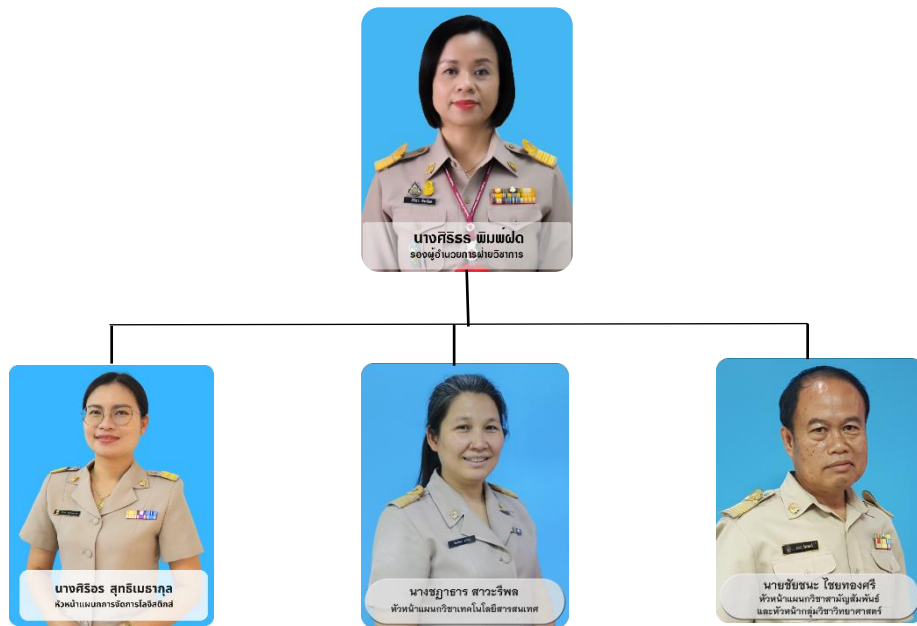 นางศิริธร พิมพ์ฝด
รองผู้อำนวยการฝ่ายวิชาการ
นางศิริอร สุทธิเมธากุล
หัวหน้าแผนกการจัดการโลจิสติกส์
นางชฎาธาร สาวะรีพล
หัวหน้าแผนกวิชาเทคโนโลยีสารสนเทศ
นายชัยชนะ ไชยทองศรี
หัวหน้าแผนกวิชาสามัญสัมพันธ์
และหัวหน้ากลุ่มวิชาวิทยาศาสตร์